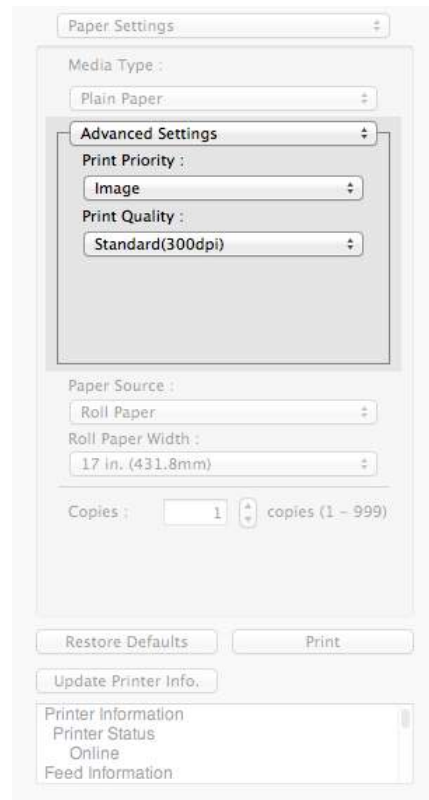 Paper Settings
Media Type :
Plain Paper
Advanced Settings
Print Priority :
Image
Print Quality :
Standard(300dpi)
Paper Source :
Roll Paper
Roll Paper Width :
17 in. (431.8mm)
Copies : 1 copies (1 – 999)
Restore Defaults Print
Update Printer Info.
Printer Information
Printer Status
Online
Feed Information